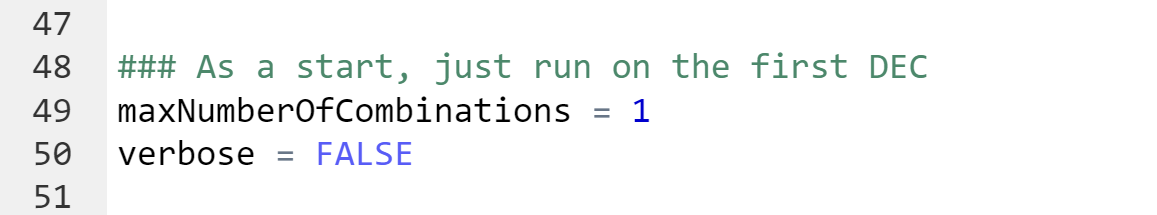 47
48 ### As a start, just run on the first DEC
49 maxNumberOfCombinations = 1
50 verbose = FALSE
51